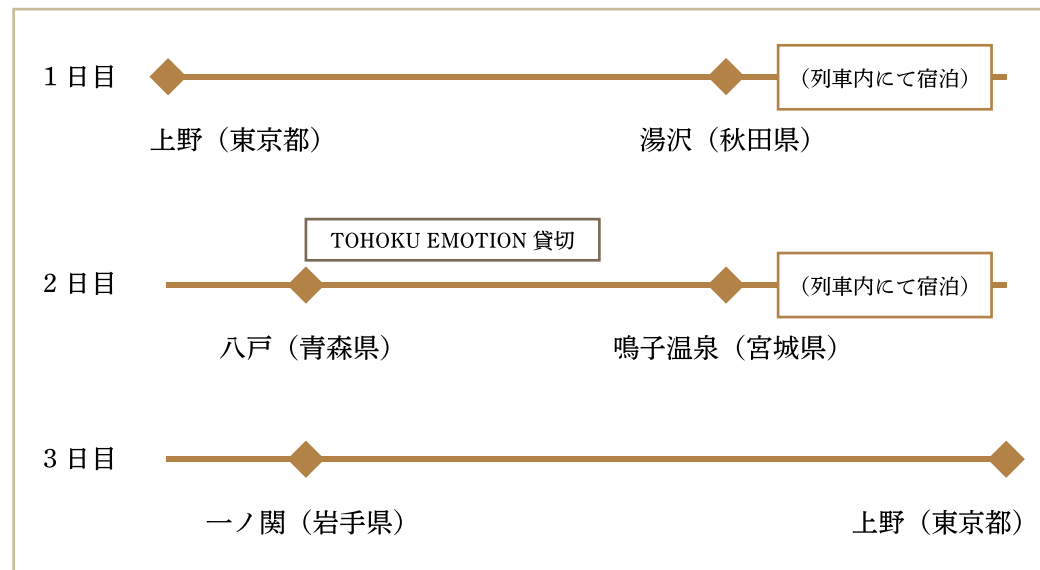 1 日目
（列車内にて宿泊）
上野（東京都）
湯沢（秋田県）
TOHOKU EMOTION 貸切
2 日目
（列車内にて宿泊）
八戸（青森県）
鳴子温泉（宮城県）
3 日目
一ノ関（岩手県）
上野（東京都）